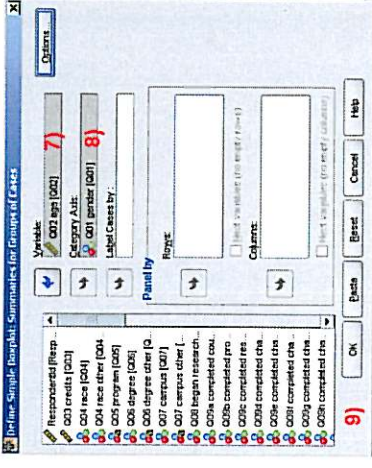 Define Simple Boxplot: Summaries for Groups of Cases
Respondentid [Resp...
Q03 credits [Q03]
Q04 race [Q04]
Q04 race other [Q04...
Q05 program [Q05]
Q06 degree [Q06]
Q06 degree other [Q...
Q07 campus [Q07]
Q07 campus other [...
Q08 began research...
Q09a completed cou...
Q09b completed pro...
Q09c completed res...
Q09d completed cha...
Q09e completed cha...
Q09f completed cha...
Q09g completed cha...
Q09h completed cha...
Variable:
Q02 age [Q02] 7)
Category Axis:
Q01 gender [Q01] 8)
Label Cases by:
Panel by
Rows:
Nest variables (no empty rows)
Columns:
Nest variables (no empty columns)
Options...
9) OK Paste Reset Cancel Help